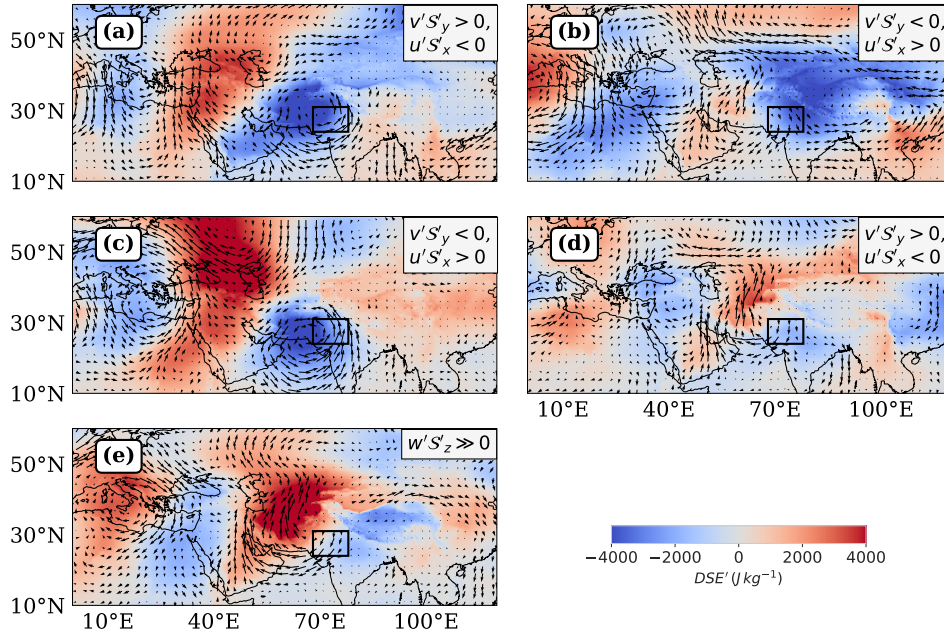 (a)
v′S′y > 0,
u′S′x < 0
50°N
30°N
10°N
(b)
v′S′y < 0,
u′S′x > 0
(c)
v′S′y < 0,
u′S′x > 0
50°N
30°N
10°N
(d)
v′S′y > 0,
u′S′x < 0
10°E 40°E 70°E 100°E
(e)
w′S′z ≫ 0
50°N
30°N
10°N
10°E 40°E 70°E 100°E
−4000 −2000 0 2000 4000
DSE′ (J kg⁻¹)